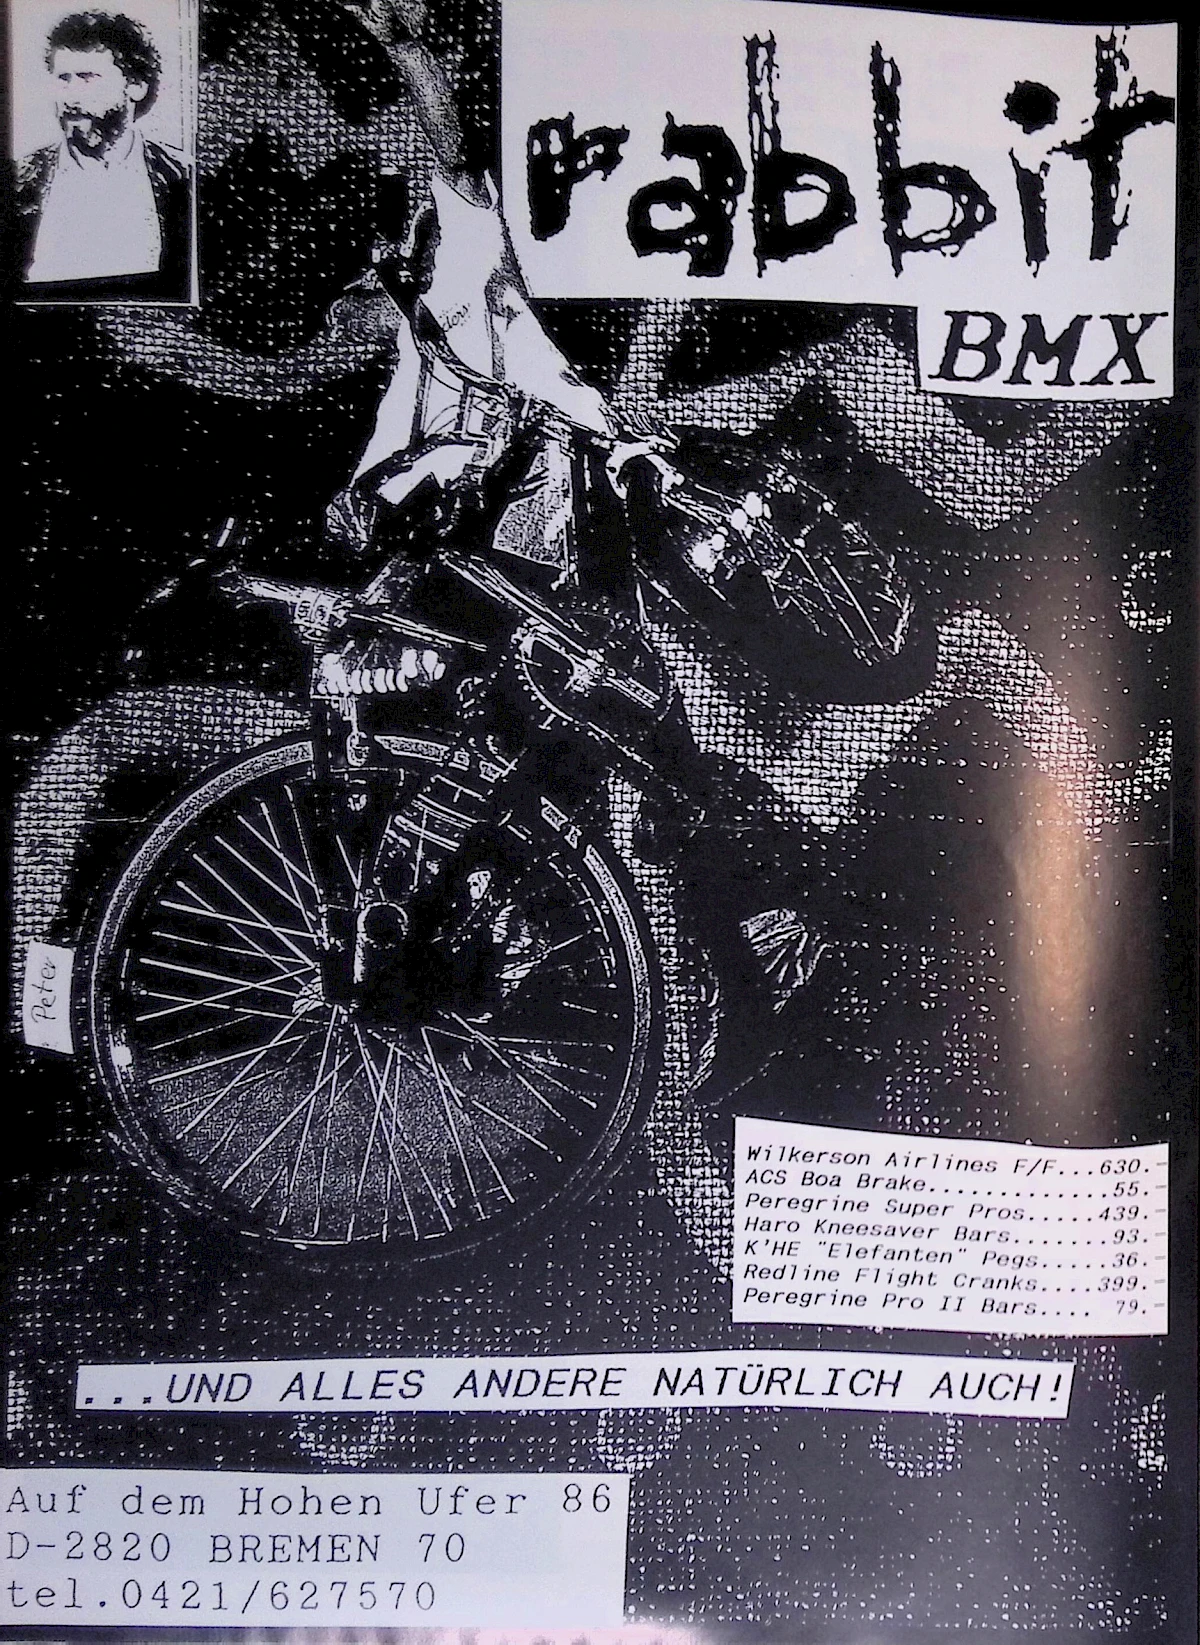 rabbit
BMX
Peter
Wilkerson Airlines F/F...630.-
ACS Boa Brake.............55.-
Peregrine Super Pros.....439.-
Haro Kneesaver Bars.......93.-
K'HE "Elefanten" Pegs.....36.-
Redline Flight Cranks....399.-
Peregrine Pro II Bars.... 79.-
...UND ALLES ANDERE NATÜRLICH AUCH!
Auf dem Hohen Ufer 86
D-2820 BREMEN 70
tel.0421/627570